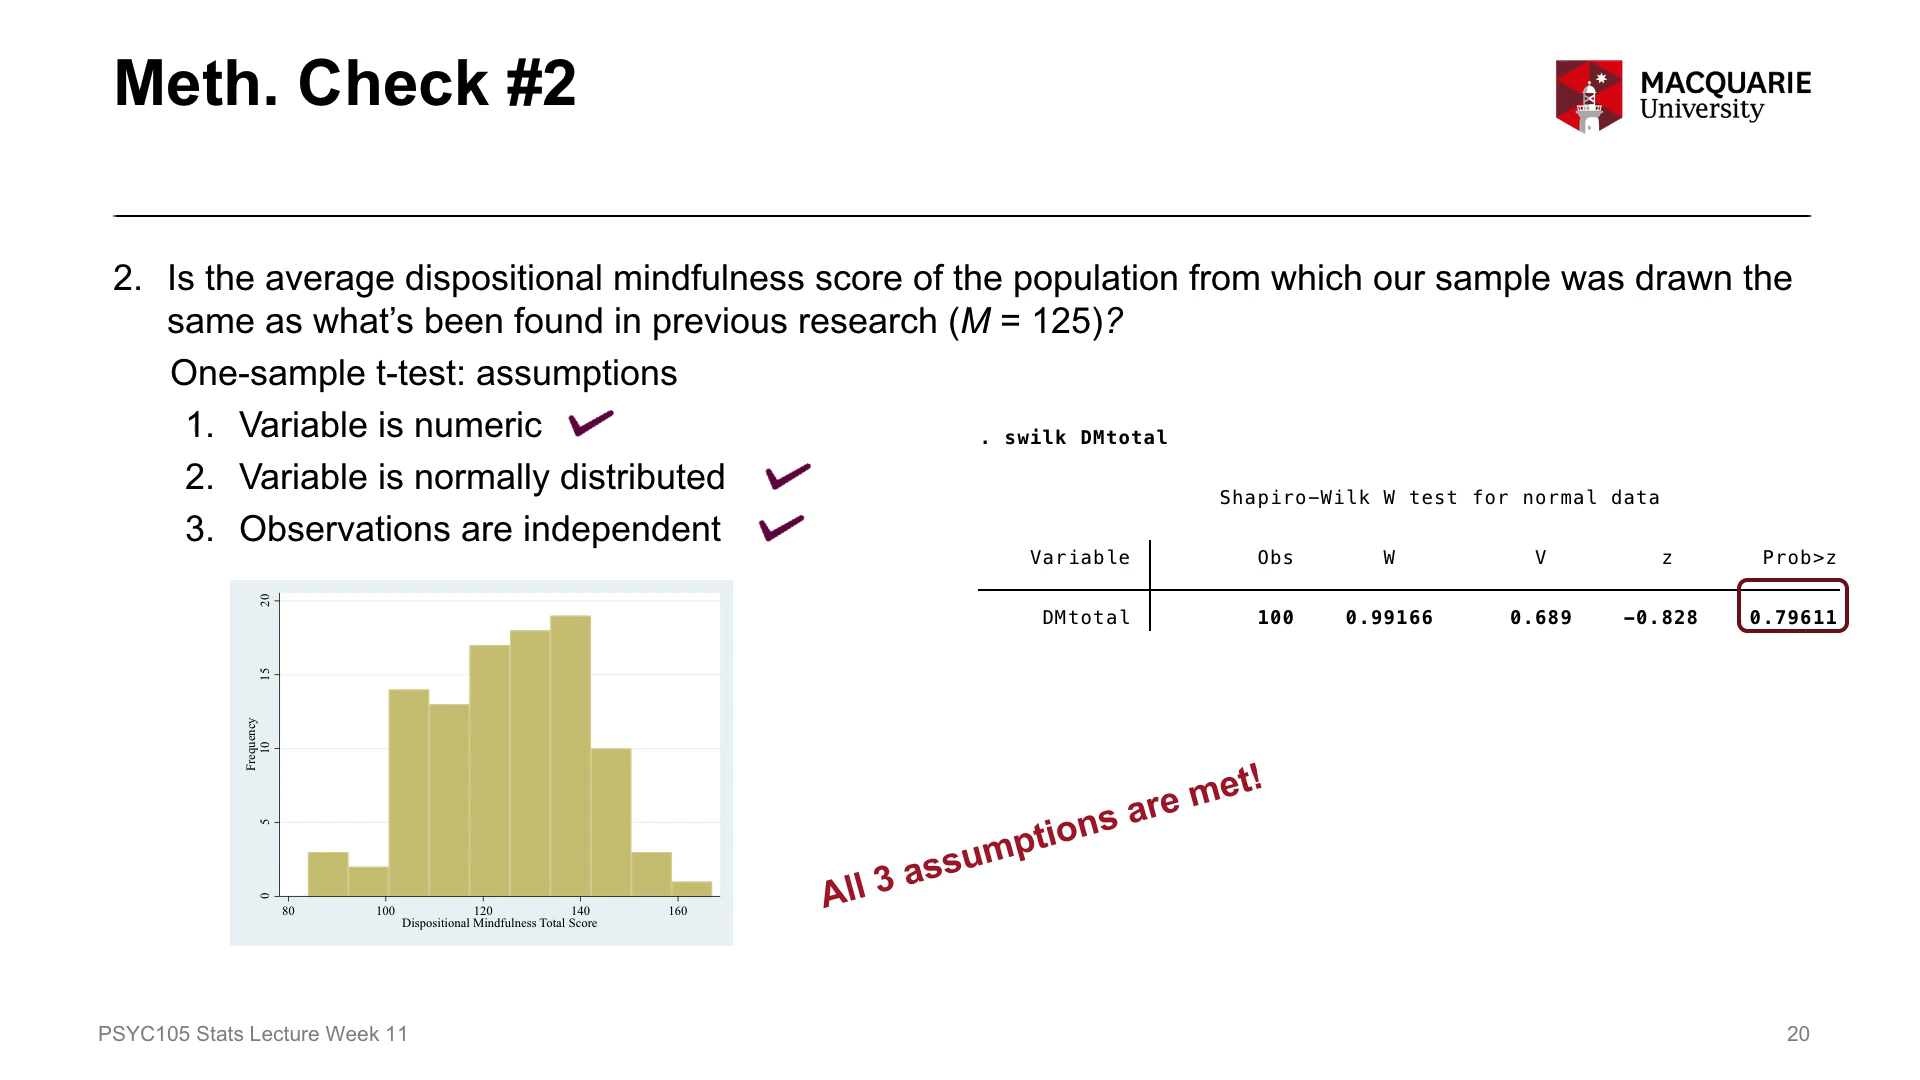 Meth. Check #2
MACQUARIE
University
2. Is the average dispositional mindfulness score of the population from which our sample was drawn the
same as what’s been found in previous research (M = 125)?
One-sample t-test: assumptions
1. Variable is numeric
2. Variable is normally distributed
3. Observations are independent
. swilk DMtotal
Shapiro–Wilk W test for normal data
Variable Obs W V z Prob>z
DMtotal 100 0.99166 0.689 −0.828 0.79611
Frequency
20
15
10
5
0
80 100 120 140 160
Dispositional Mindfulness Total Score
All 3 assumptions are met!
PSYC105 Stats Lecture Week 11
20